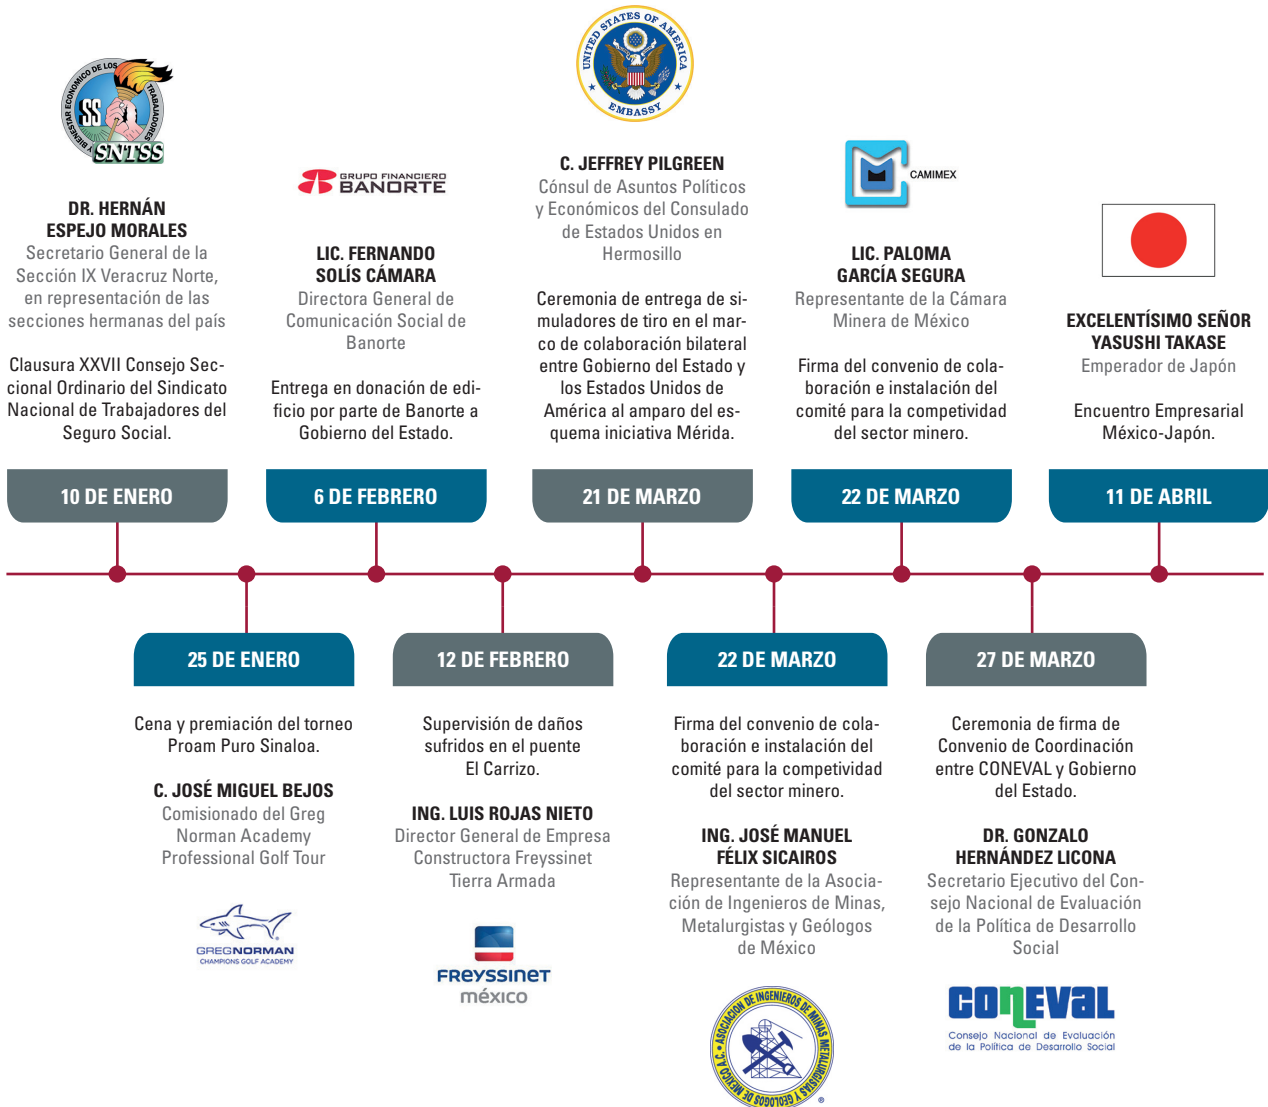 Y BIENESTAR ECONOMICO DE LOS TRABAJADORES
SS
SNTSS
DR. HERNÁN
ESPEJO MORALES
Secretario General de la
Sección IX Veracruz Norte,
en representación de las
secciones hermanas del país
Clausura XXVII Consejo Sec-
cional Ordinario del Sindicato
Nacional de Trabajadores del
Seguro Social.
10 DE ENERO
GRUPO FINANCIERO
BANORTE
LIC. FERNANDO
SOLÍS CÁMARA
Directora General de
Comunicación Social de
Banorte
Entrega en donación de edi-
ficio por parte de Banorte a
Gobierno del Estado.
6 DE FEBRERO
UNITED STATES OF AMERICA
EMBASSY
C. JEFFREY PILGREEN
Cónsul de Asuntos Políticos
y Económicos del Consulado
de Estados Unidos en
Hermosillo
Ceremonia de entrega de si-
muladores de tiro en el mar-
co de colaboración bilateral
entre Gobierno del Estado y
los Estados Unidos de
América al amparo del es-
quema iniciativa Mérida.
21 DE MARZO
CAMIMEX
LIC. PALOMA
GARCÍA SEGURA
Representante de la Cámara
Minera de México
Firma del convenio de cola-
boración e instalación del
comité para la competividad
del sector minero.
22 DE MARZO
EXCELENTÍSIMO SEÑOR
YASUSHI TAKASE
Emperador de Japón
Encuentro Empresarial
México-Japón.
11 DE ABRIL
25 DE ENERO
Cena y premiación del torneo
Proam Puro Sinaloa.
C. JOSÉ MIGUEL BEJOS
Comisionado del Greg
Norman Academy
Professional Golf Tour
GREGNORMAN
CHAMPIONS GOLF ACADEMY
12 DE FEBRERO
Supervisión de daños
sufridos en el puente
El Carrizo.
ING. LUIS ROJAS NIETO
Director General de Empresa
Constructora Freyssinet
Tierra Armada
FREYSSINET
méxico
22 DE MARZO
Firma del convenio de cola-
boración e instalación del
comité para la competividad
del sector minero.
ING. JOSÉ MANUEL
FÉLIX SICAIROS
Representante de la Asocia-
ción de Ingenieros de Minas,
Metalurgistas y Geólogos
de México
ASOCIACIÓN DE INGENIEROS DE MINAS METALURGISTAS Y GEÓLOGOS DE MEXICO A.C.
®
27 DE MARZO
Ceremonia de firma de
Convenio de Coordinación
entre CONEVAL y Gobierno
del Estado.
DR. GONZALO
HERNÁNDEZ LICONA
Secretario Ejecutivo del Con-
sejo Nacional de Evaluación
de la Política de Desarrollo
Social
CONEVAL
Consejo Nacional de Evaluación
de la Política de Desarrollo Social